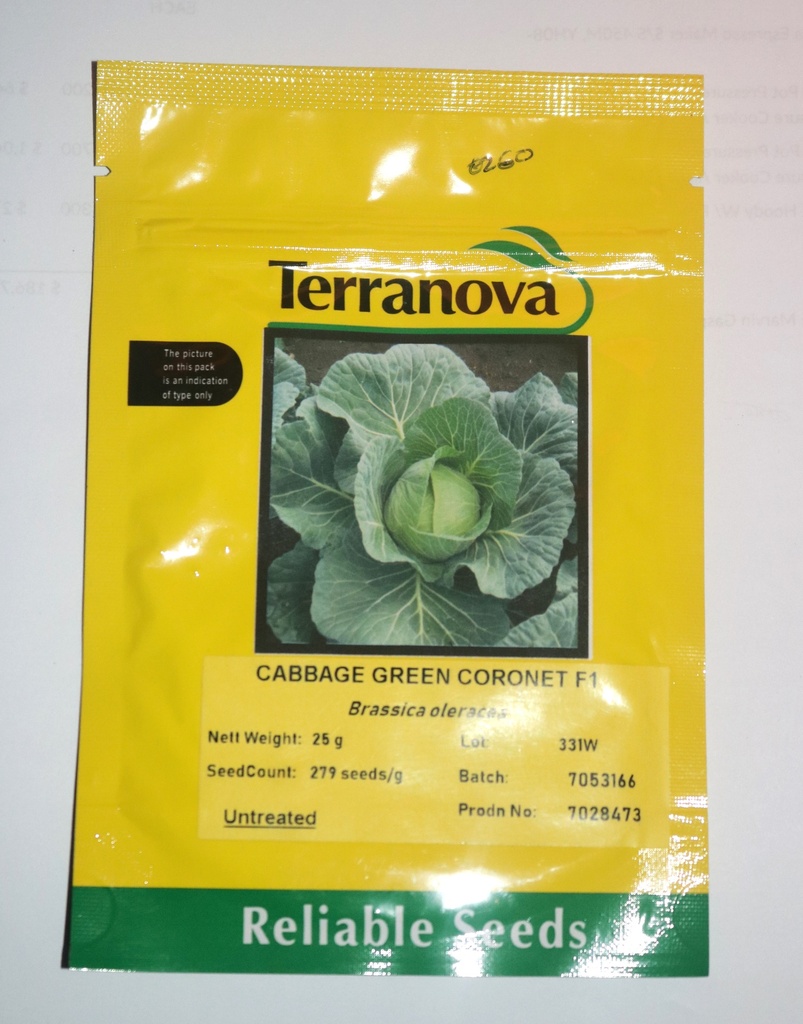 Terranova
The picture
on this pack
is an indication
of type only
CABBAGE GREEN CORONET F1
Brassica oleracea
Nett Weight: 25 g
Lot: 331W
SeedCount: 279 seeds/g
Batch: 7053166
Untreated
Prodn No: 7028473
Reliable Seeds